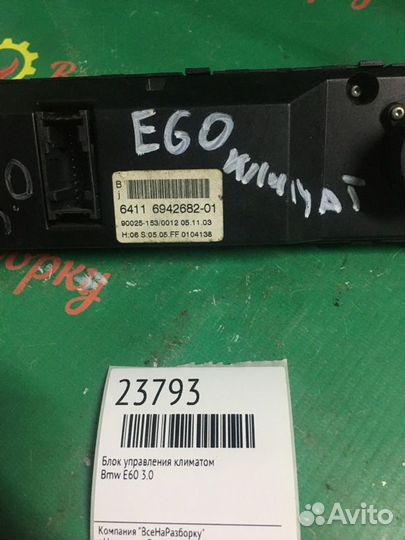 E60
климат
.0
B
j
6411 6942682-01
90025-153/0012 05.11.03
H:06 S:05.05.FF 0104138
23793
Блок управления климатом
Bmw E60 3.0
Компания "ВсеНаРазборку"
Avito